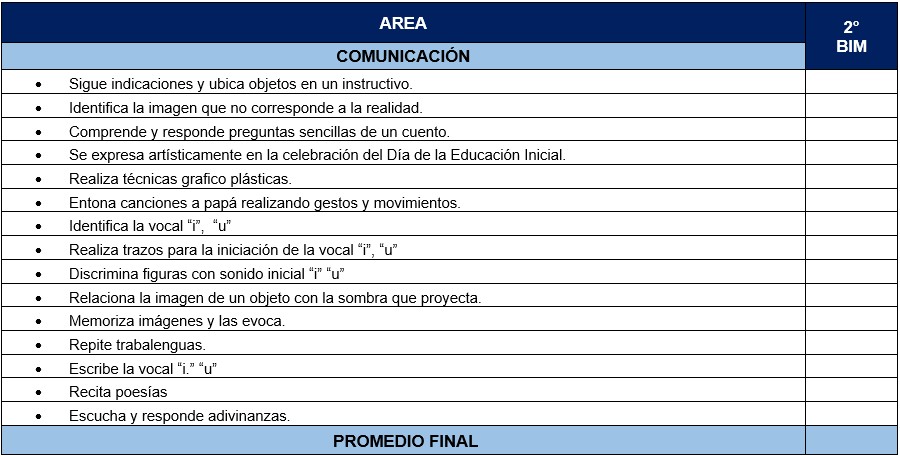 AREA
2°
BIM
COMUNICACIÓN
• Sigue indicaciones y ubica objetos en un instructivo.
• Identifica la imagen que no corresponde a la realidad.
• Comprende y responde preguntas sencillas de un cuento.
• Se expresa artísticamente en la celebración del Día de la Educación Inicial.
• Realiza técnicas grafico plásticas.
• Entona canciones a papá realizando gestos y movimientos.
• Identifica la vocal “i”, “u”
• Realiza trazos para la iniciación de la vocal “i”, “u”
• Discrimina figuras con sonido inicial “i” “u”
• Relaciona la imagen de un objeto con la sombra que proyecta.
• Memoriza imágenes y las evoca.
• Repite trabalenguas.
• Escribe la vocal “i.” “u”
• Recita poesías
• Escucha y responde adivinanzas.
PROMEDIO FINAL